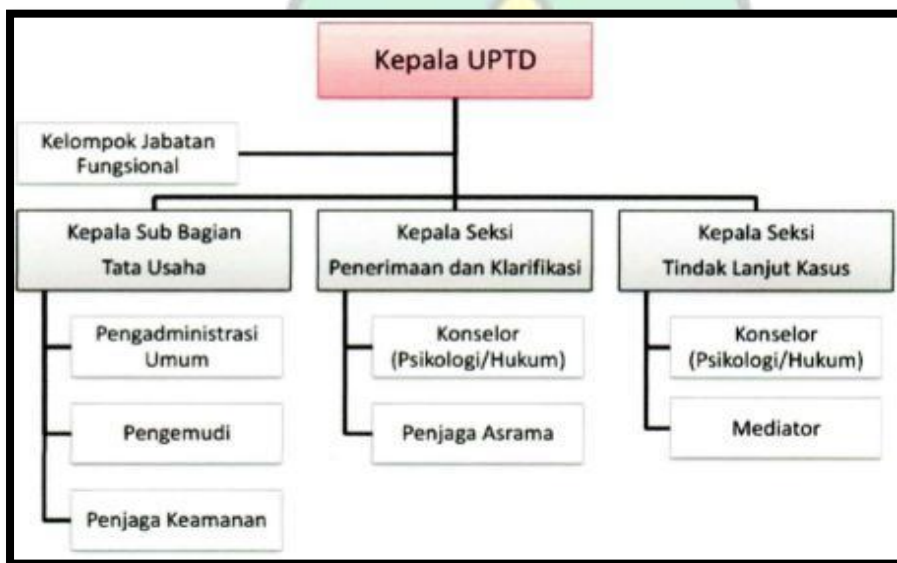 Kepala UPTD
Kelompok Jabatan
Fungsional
Kepala Sub Bagian
Tata Usaha
Kepala Seksi
Penerimaan dan Klarifikasi
Kepala Seksi
Tindak Lanjut Kasus
Pengadministrasi
Umum
Pengemudi
Penjaga Keamanan
Konselor
(Psikologi/Hukum)
Penjaga Asrama
Konselor
(Psikologi/Hukum)
Mediator